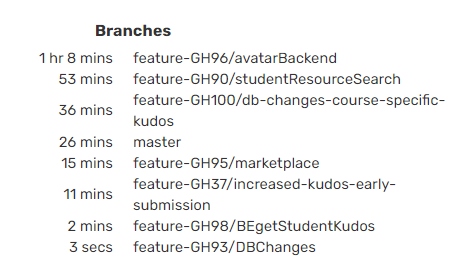 Branches
1 hr 8 mins feature-GH96/avatarBackend
53 mins feature-GH90/studentResourceSearch
36 mins feature-GH100/db-changes-course-specific-
kudos
26 mins master
15 mins feature-GH95/marketplace
11 mins feature-GH37/increased-kudos-early-
submission
2 mins feature-GH98/BEgetStudentKudos
3 secs feature-GH93/DBChanges